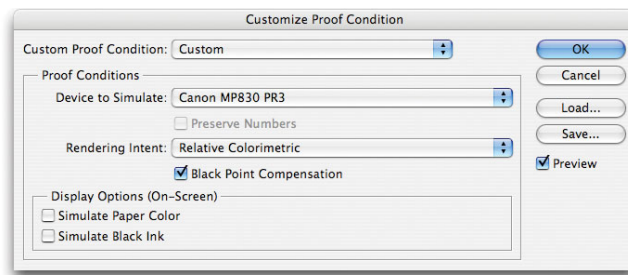 Customize Proof Condition
Custom Proof Condition: Custom
OK
Proof Conditions
Cancel
Device to Simulate: Canon MP830 PR3
Load...
Preserve Numbers
Save...
Rendering Intent: Relative Colorimetric
Preview
Black Point Compensation
Display Options (On-Screen)
Simulate Paper Color
Simulate Black Ink